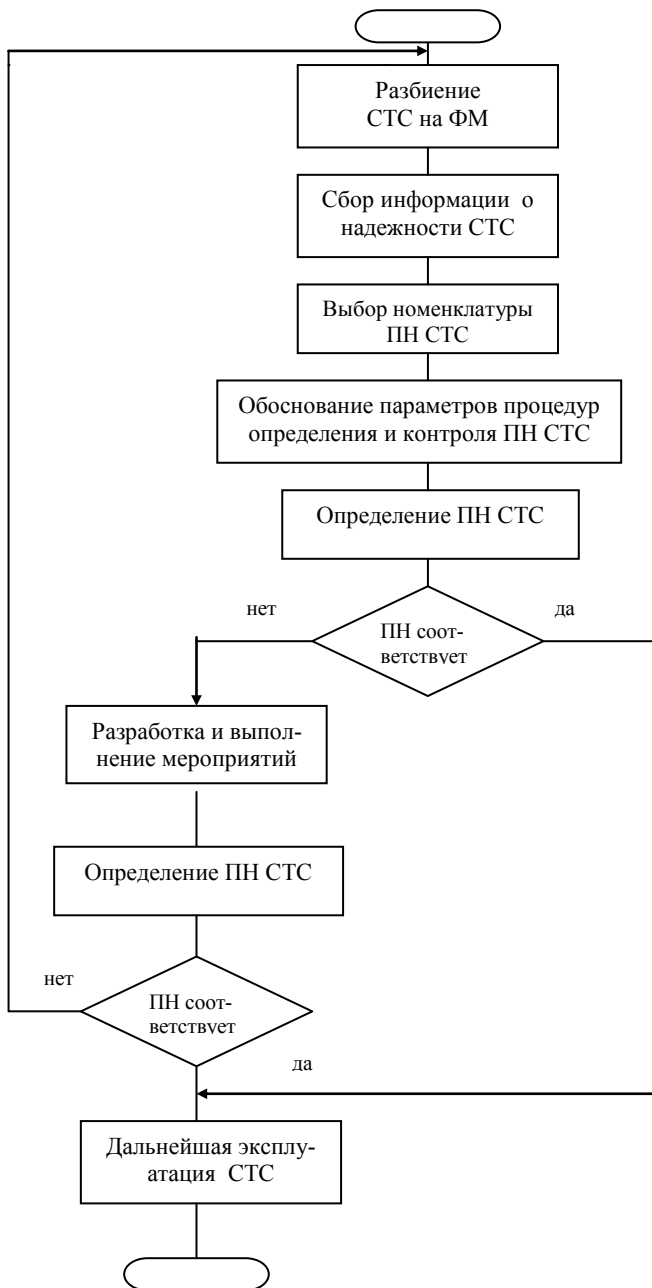 Разбиение
СТС на ФМ
Сбор информации о
надежности СТС
Выбор номенклатуры
ПН СТС
Обоснование параметров процедур
определения и контроля ПН СТС
Определение ПН СТС
нет
да
ПН соот-
ветствует
Разработка и выпол-
нение мероприятий
Определение ПН СТС
нет
ПН соот-
ветствует
да
Дальнейшая эксплу-
атация СТС